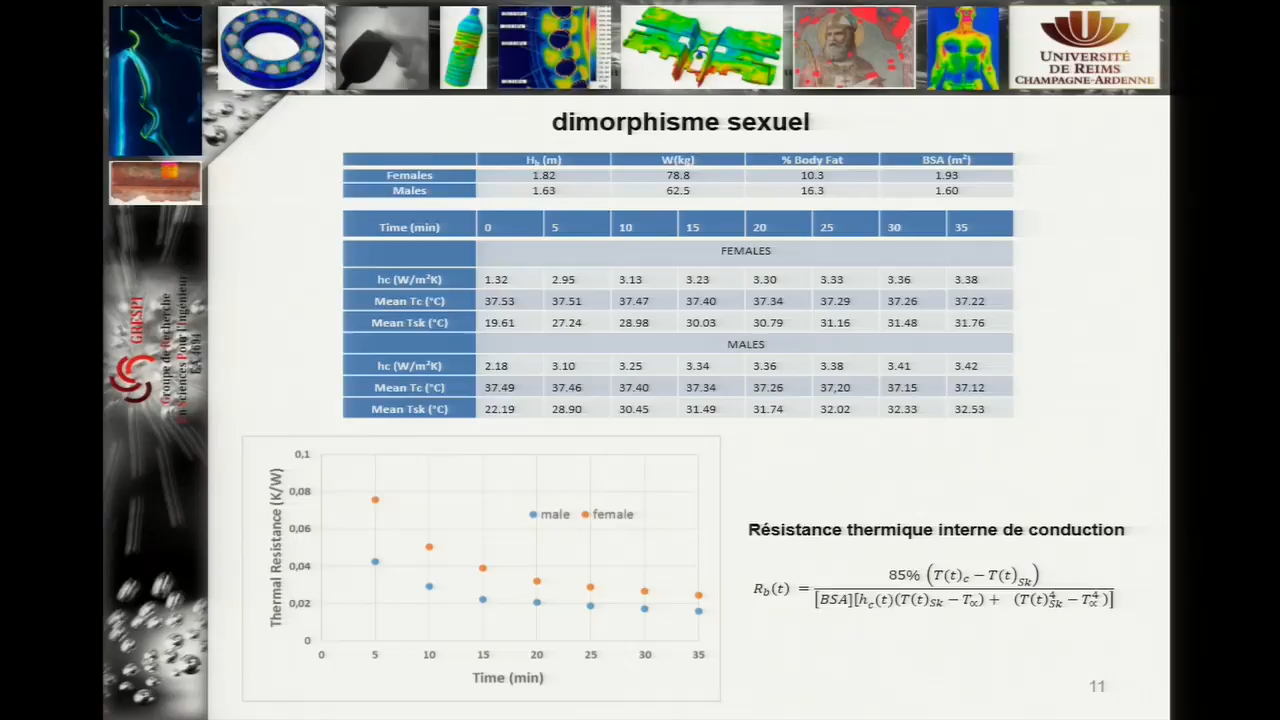 UNIVERSITÉ
DE REIMS
CHAMPAGNE-ARDENNE
dimorphisme sexuel
Hb (m) W(kg) % Body Fat BSA (m²)
Females 1.82 78.8 10.3 1.93
Males 1.63 62.5 16.3 1.60
Time (min) 0 5 10 15 20 25 30 35
FEMALES
hc (W/m²K) 1.32 2.95 3.13 3.23 3.30 3.33 3.36 3.38
Mean Tc (°C) 37.53 37.51 37.47 37.40 37.34 37.29 37.26 37.22
Mean Tsk (°C) 19.61 27.24 28.98 30.03 30.79 31.16 31.48 31.76
MALES
hc (W/m²K) 2.18 3.10 3.25 3.34 3.36 3.38 3.41 3.42
Mean Tc (°C) 37.49 37.46 37.40 37.34 37.26 37,20 37.15 37.12
Mean Tsk (°C) 22.19 28.90 30.45 31.49 31.74 32.02 32.33 32.53
GRESPI
Groupe de Recherche
En Sciences Pour l'Ingénieur
EA 4694
Thermal Resistance (K/W)
0,1
0,08
0,06
0,04
0,02
0
male female
0 5 10 15 20 25 30 35
Time (min)
Résistance thermique interne de conduction
R_b(t) = 85% (T(t)_c − T(t)_Sk) / [BSA][h_c(t)(T(t)_Sk − T_∝) + (T(t)_Sk^4 − T_∝^4)]
11